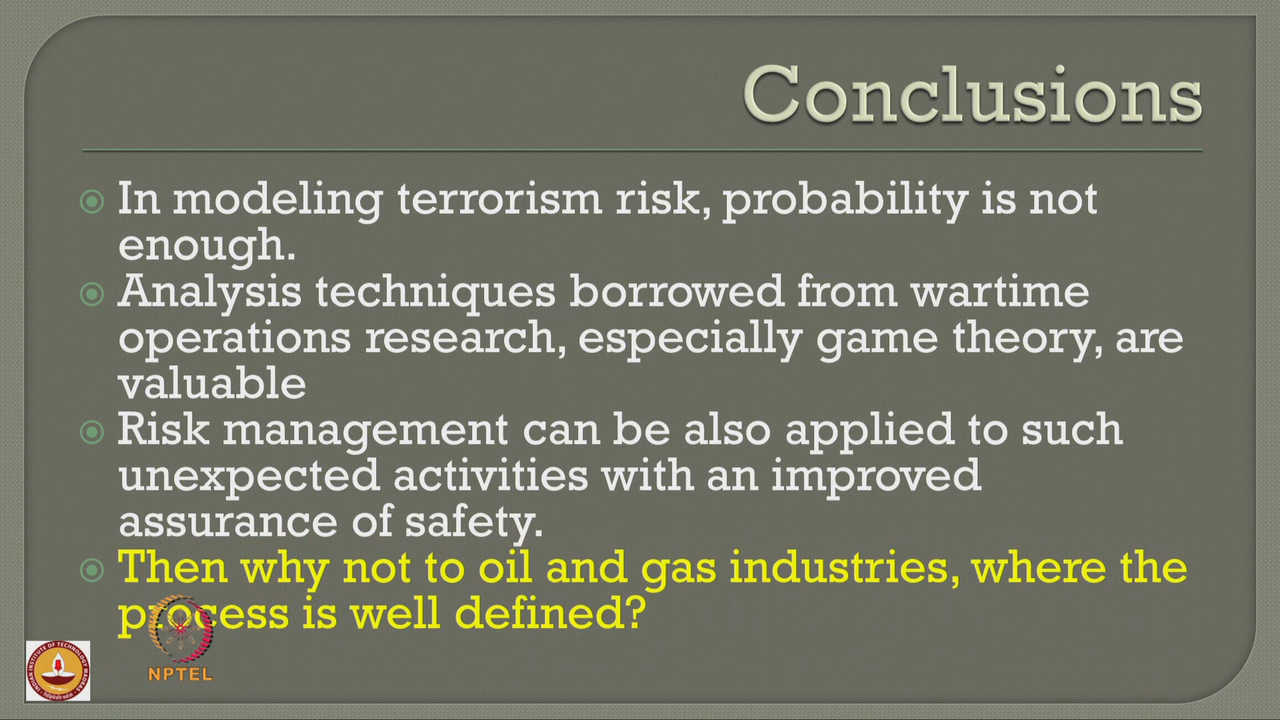 Conclusions
In modeling terrorism risk, probability is not
enough.
Analysis techniques borrowed from wartime
operations research, especially game theory, are
valuable
Risk management can be also applied to such
unexpected activities with an improved
assurance of safety.
Then why not to oil and gas industries, where the
process is well defined?
NPTEL